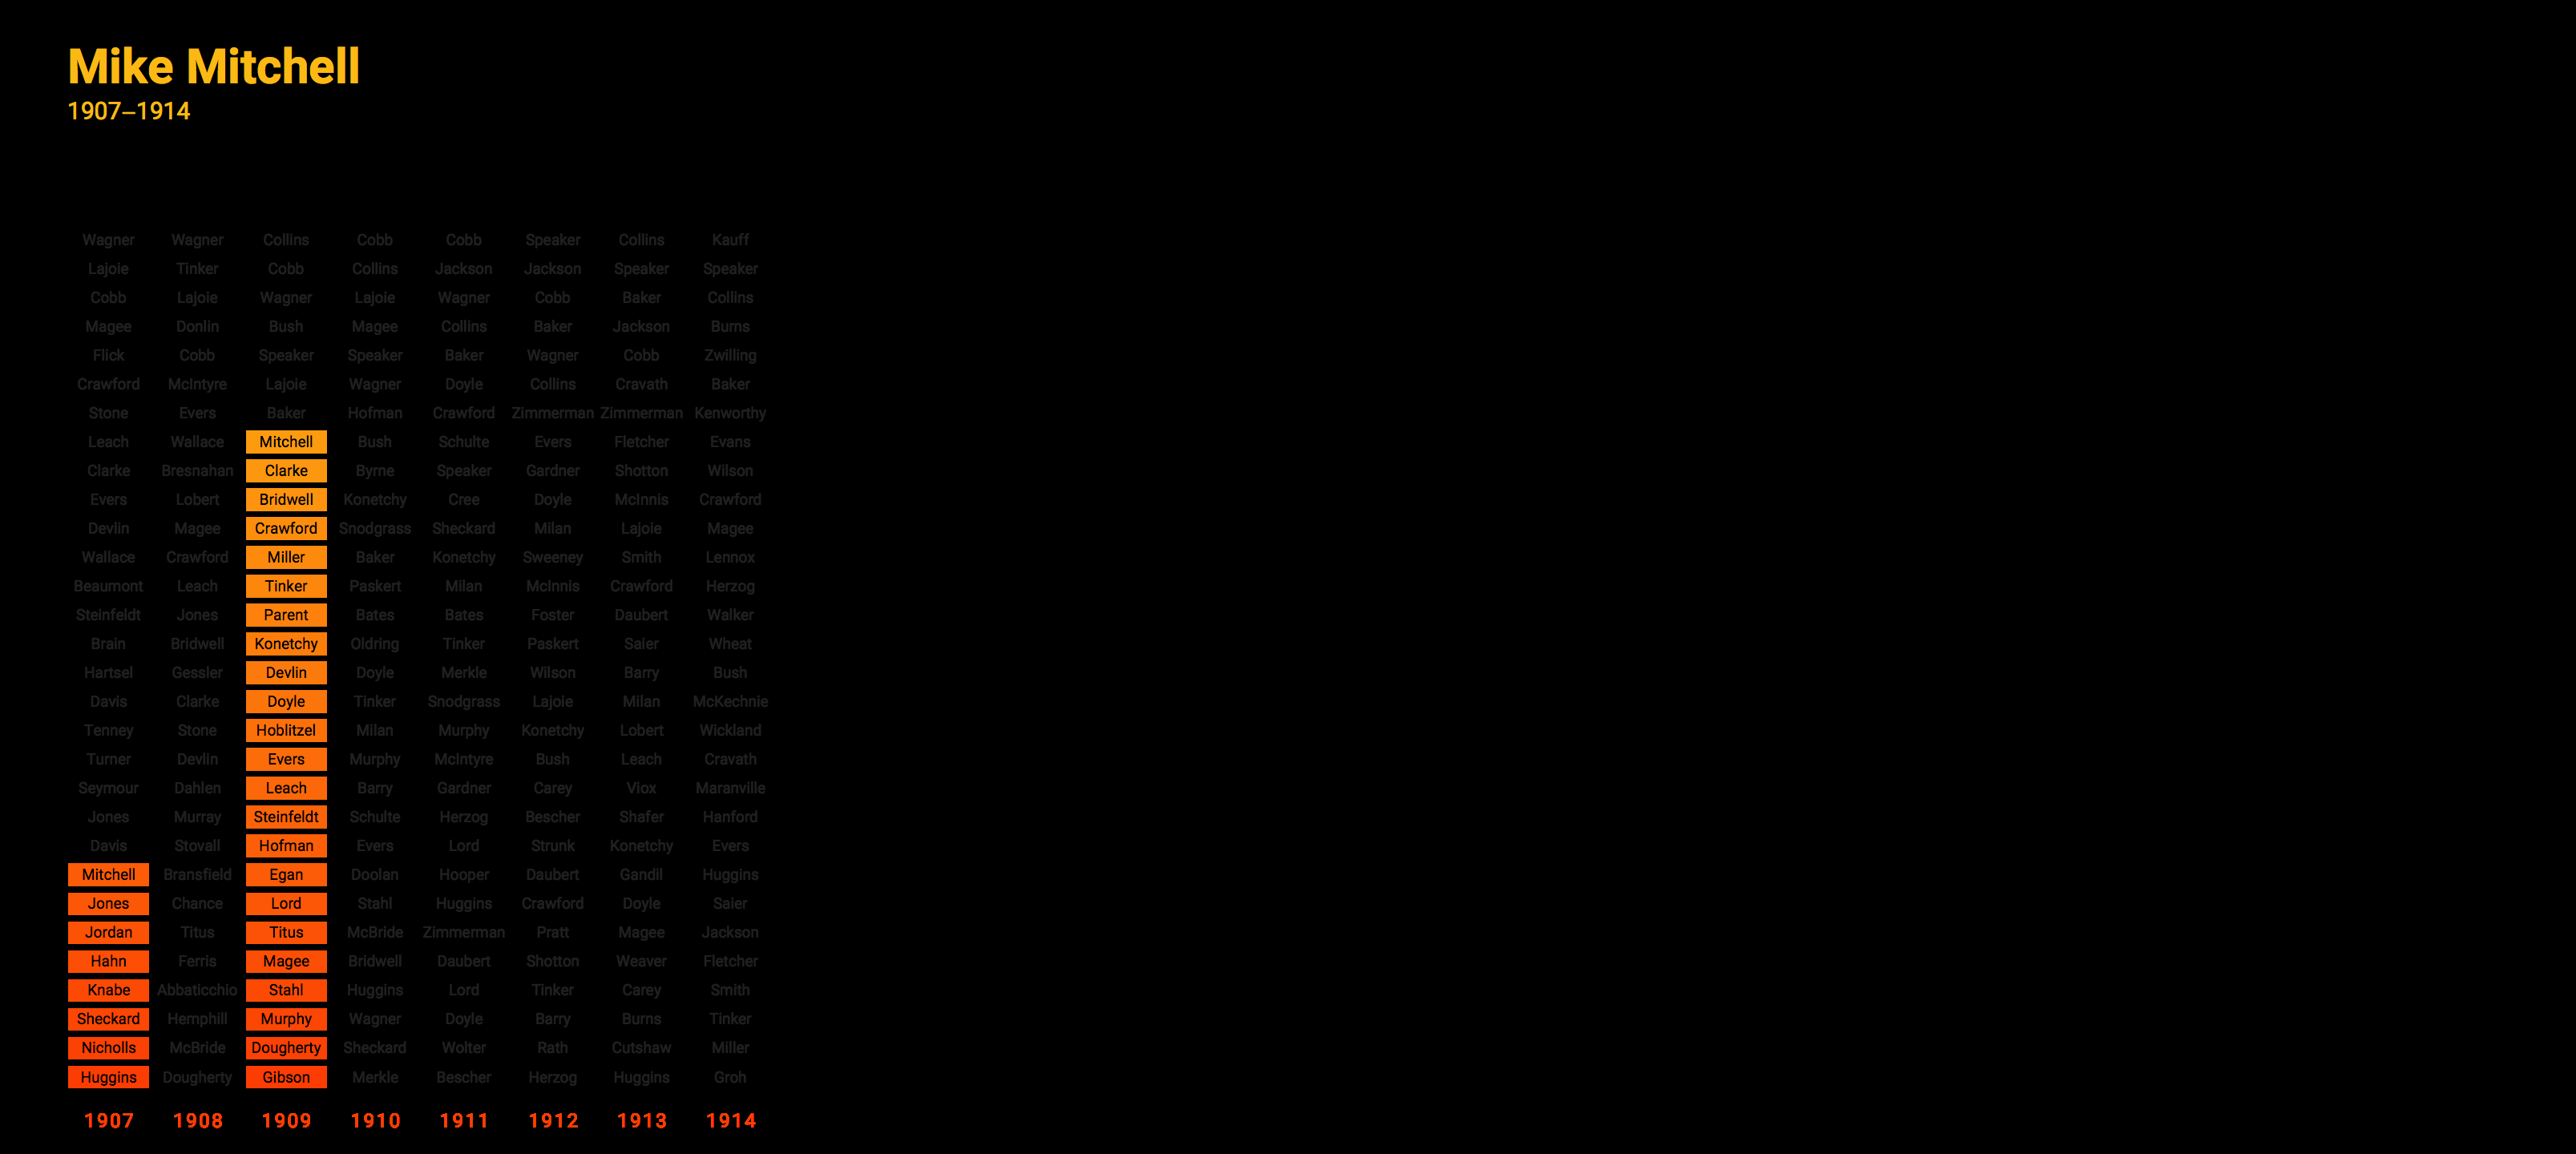 Mike Mitchell
1907–1914
Wagner Wagner Collins Cobb Cobb Speaker Collins Kauff
Lajoie Tinker Cobb Collins Jackson Jackson Speaker Speaker
Cobb Lajoie Wagner Lajoie Wagner Cobb Baker Collins
Magee Donlin Bush Magee Collins Baker Jackson Burns
Flick Cobb Speaker Speaker Baker Wagner Cobb Zwilling
Crawford McIntyre Lajoie Wagner Doyle Collins Cravath Baker
Stone Evers Baker Hofman Crawford Zimmerman Zimmerman Kenworthy
Leach Wallace Mitchell Bush Schulte Evers Fletcher Evans
Clarke Bresnahan Clarke Byrne Speaker Gardner Shotton Wilson
Evers Lobert Bridwell Konetchy Cree Doyle McInnis Crawford
Devlin Magee Crawford Snodgrass Sheckard Milan Lajoie Magee
Wallace Crawford Miller Baker Konetchy Sweeney Smith Lennox
Beaumont Leach Tinker Paskert Milan McInnis Crawford Herzog
Steinfeldt Jones Parent Bates Bates Foster Daubert Walker
Brain Bridwell Konetchy Oldring Tinker Paskert Saier Wheat
Hartsel Gessler Devlin Doyle Merkle Wilson Barry Bush
Davis Clarke Doyle Tinker Snodgrass Lajoie Milan McKechnie
Tenney Stone Hoblitzel Milan Murphy Konetchy Lobert Wickland
Turner Devlin Evers Murphy McIntyre Bush Leach Cravath
Seymour Dahlen Leach Barry Gardner Carey Viox Maranville
Jones Murray Steinfeldt Schulte Herzog Bescher Shafer Hanford
Davis Stovall Hofman Evers Lord Strunk Konetchy Evers
Mitchell Bransfield Egan Doolan Hooper Daubert Gandil Huggins
Jones Chance Lord Stahl Huggins Crawford Doyle Saier
Jordan Titus Titus McBride Zimmerman Pratt Magee Jackson
Hahn Ferris Magee Bridwell Daubert Shotton Weaver Fletcher
Knabe Abbaticchio Stahl Huggins Lord Tinker Carey Smith
Sheckard Hemphill Murphy Wagner Doyle Barry Burns Tinker
Nicholls McBride Dougherty Sheckard Wolter Rath Cutshaw Miller
Huggins Dougherty Gibson Merkle Bescher Herzog Huggins Groh
1907 1908 1909 1910 1911 1912 1913 1914